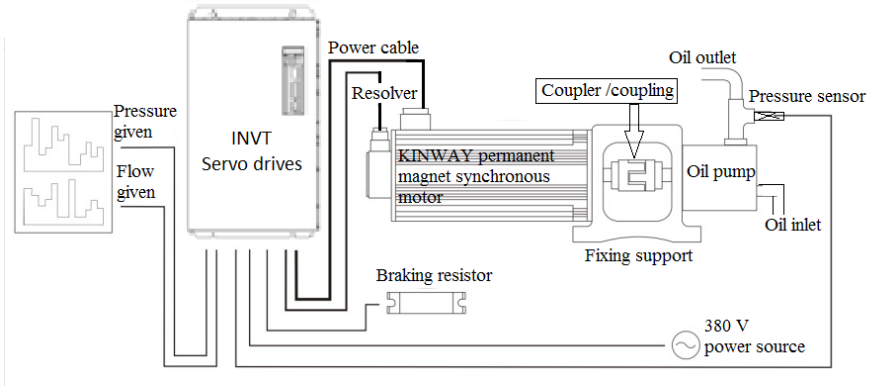 Power cable
Oil outlet
Resolver
Coupler /coupling
Pressure sensor
Pressure
given
INVT
Servo drives
KINWAY permanent
magnet synchronous
motor
Oil pump
Flow
given
Oil inlet
Fixing support
Braking resistor
380 V
power source